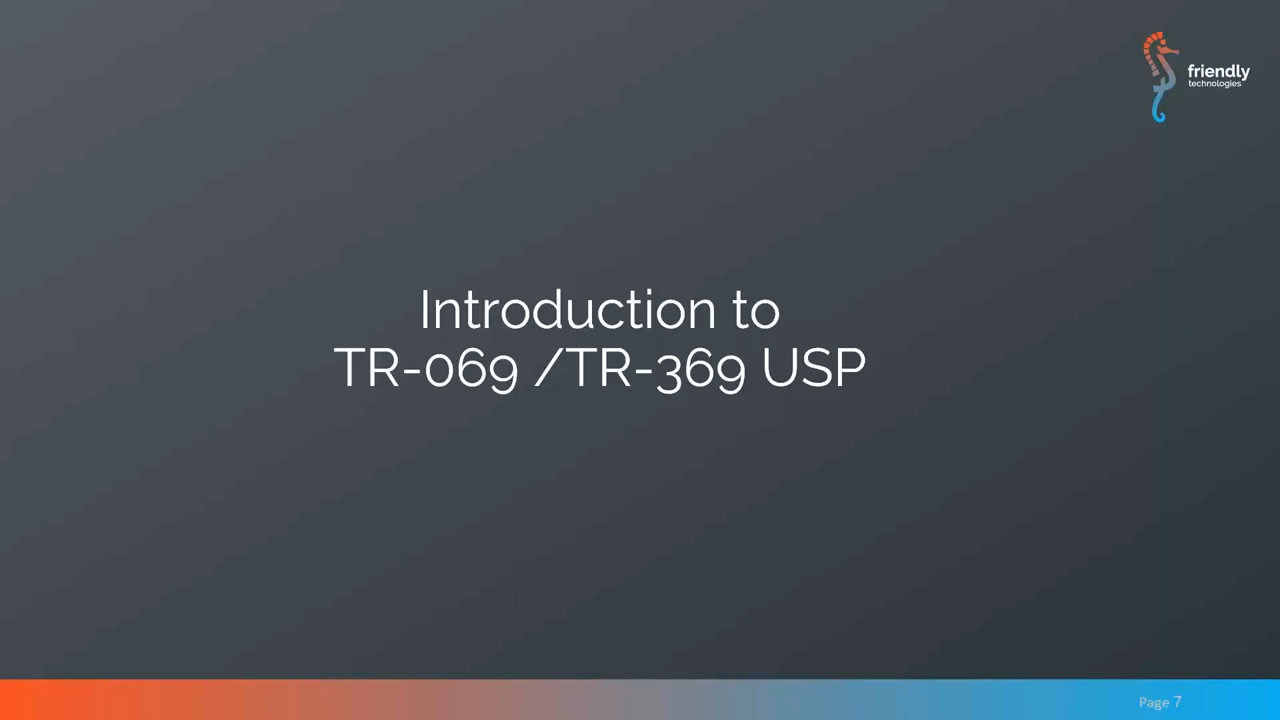 friendly
technologies
Introduction to
TR-069 /TR-369 USP
Page 7